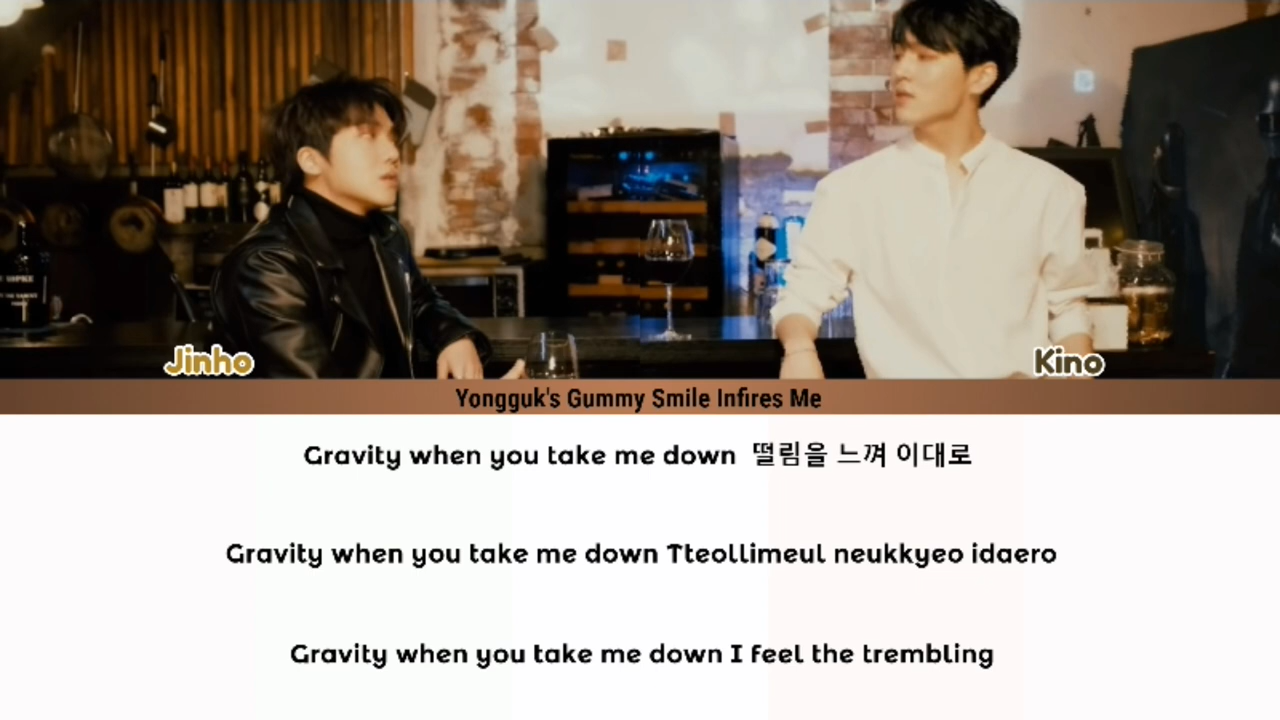 Jinho
Kino
Yongguk's Gummy Smile Infires Me
Gravity when you take me down 떨림을 느껴 이대로
Gravity when you take me down Tteollimeul neukkyeo idaero
Gravity when you take me down I feel the trembling